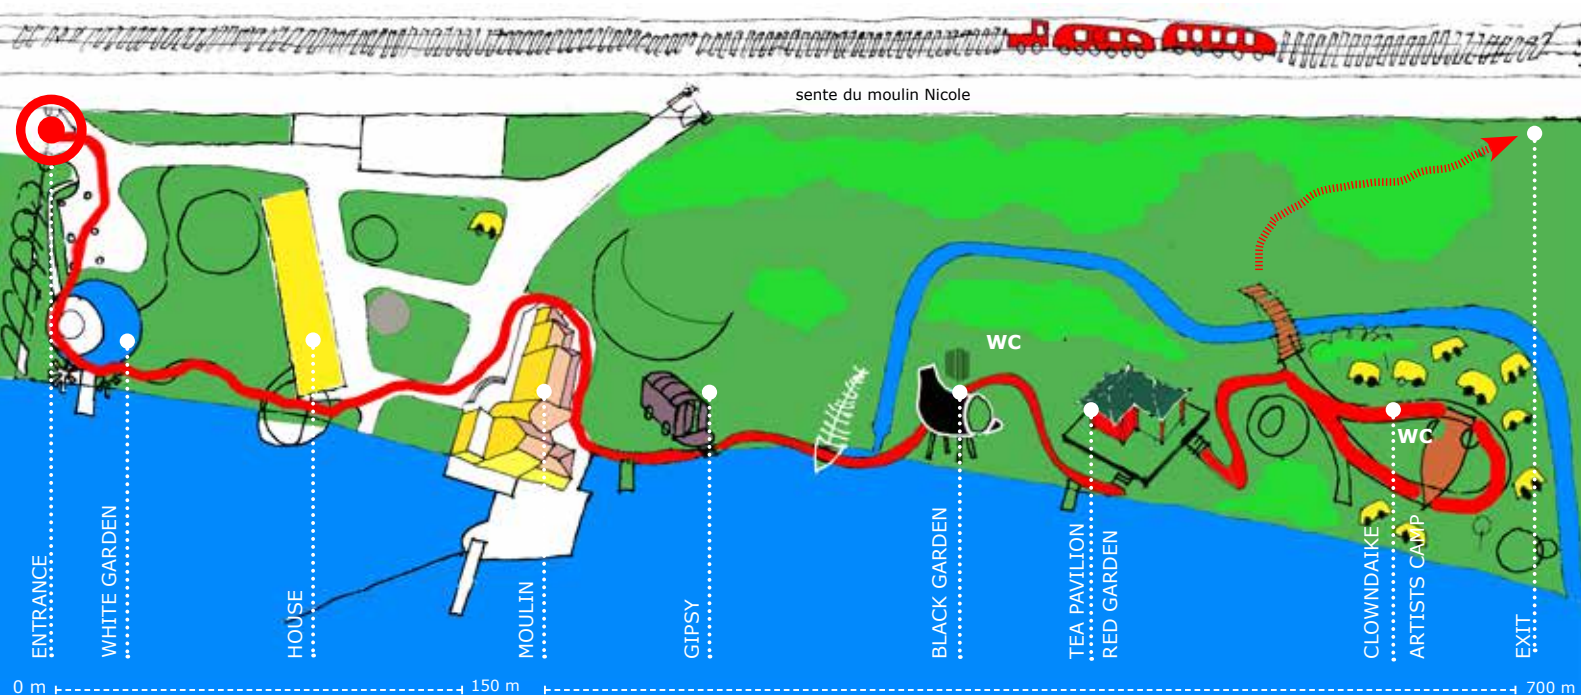 sente du moulin Nicole
WC
WC
ENTRANCE
WHITE GARDEN
HOUSE
MOULIN
GIPSY
BLACK GARDEN
TEA PAVILION
RED GARDEN
CLOWNDAIKE
ARTISTS CAMP
EXIT
0 m
150 m
700 m